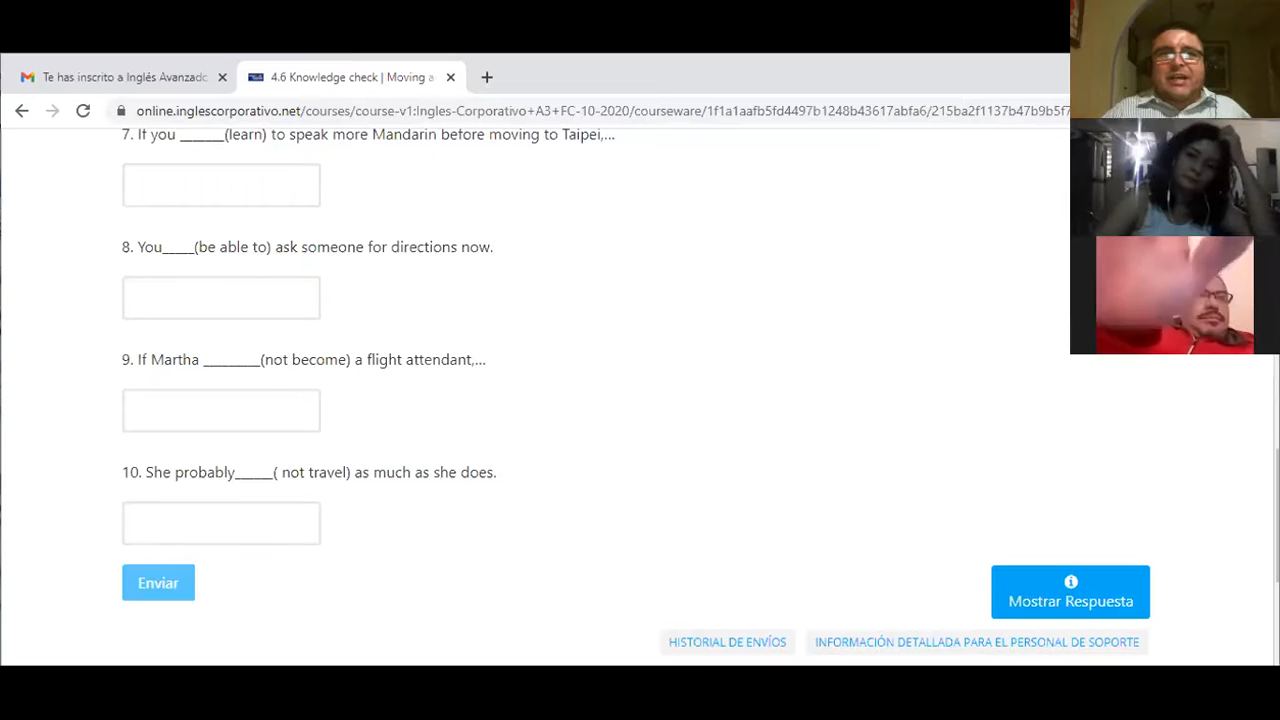 Te has inscrito a Inglés Avanzado
4.6 Knowledge check | Moving a
online.inglescorporativo.net/courses/course-v1:Ingles-Corporativo+A3+FC-10-2020/courseware/1f1a1aafb5fd4497b1248b43617abfa6/215ba2f1137b47b9b5f7
7. If you ______(learn) to speak more Mandarin before moving to Taipei,...
8. You_____(be able to) ask someone for directions now.
9. If Martha ________(not become) a flight attendant,...
10. She probably_____( not travel) as much as she does.
Enviar
Mostrar Respuesta
HISTORIAL DE ENVÍOS
INFORMACIÓN DETALLADA PARA EL PERSONAL DE SOPORTE